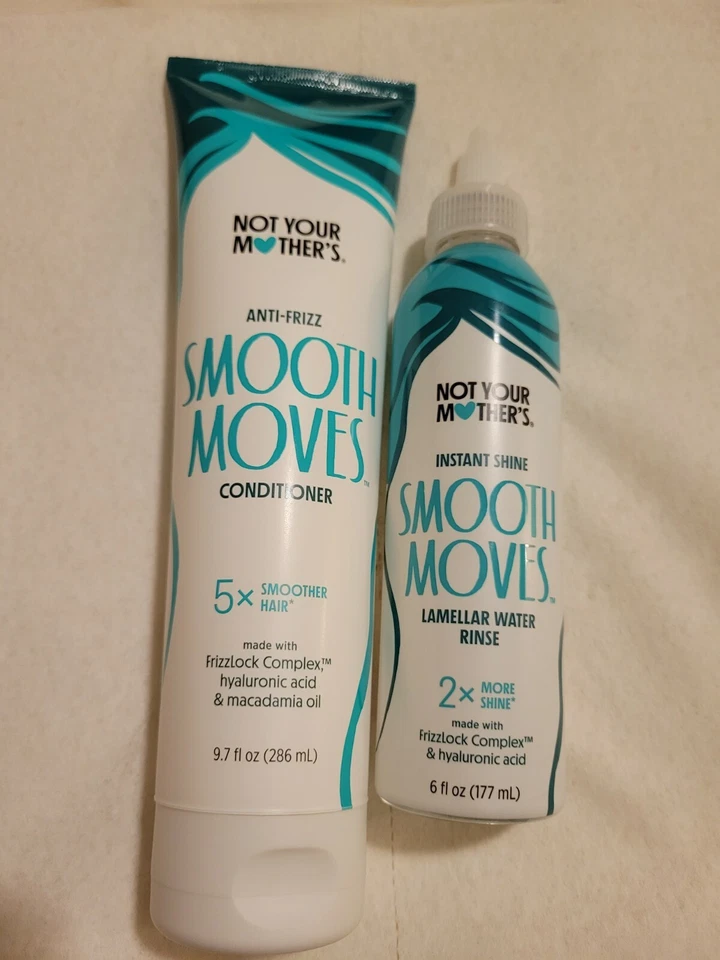 NOT YOUR
MOTHER'S®
ANTI-FRIZZ
SMOOTH
MOVES™
CONDITIONER
5× SMOOTHER
HAIR*
made with
FrizzLock Complex,™
hyaluronic acid
& macadamia oil
9.7 fl oz (286 mL)
NOT YOUR
MOTHER'S®
INSTANT SHINE
SMOOTH
MOVES™
LAMELLAR WATER
RINSE
2× MORE
SHINE*
made with
FrizzLock Complex™
& hyaluronic acid
6 fl oz (177 mL)